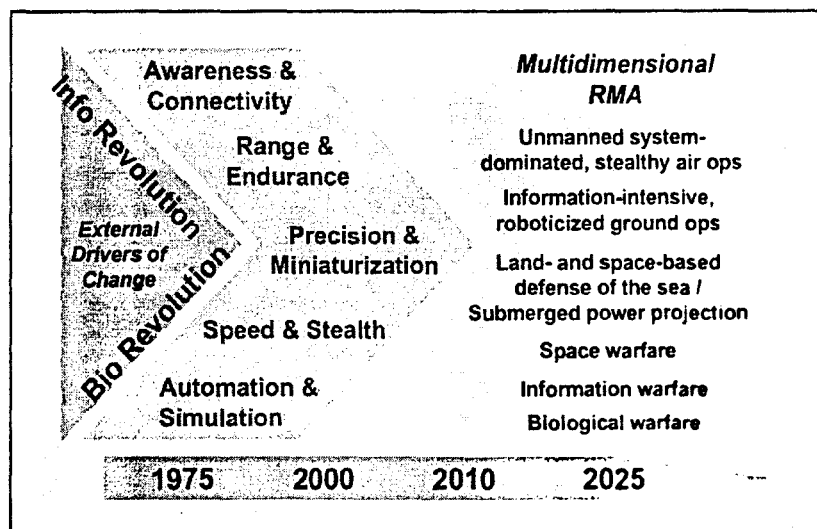 Info Revolution
External
Drivers of
Change
Bio Revolution
Awareness &
Connectivity
Range &
Endurance
Precision &
Miniaturization
Speed & Stealth
Automation &
Simulation
Multidimensional
RMA
Unmanned system-
dominated, stealthy air ops
Information-intensive,
roboticized ground ops
Land- and space-based
defense of the sea /
Submerged power projection
Space warfare
Information warfare
Biological warfare
1975 2000 2010 2025